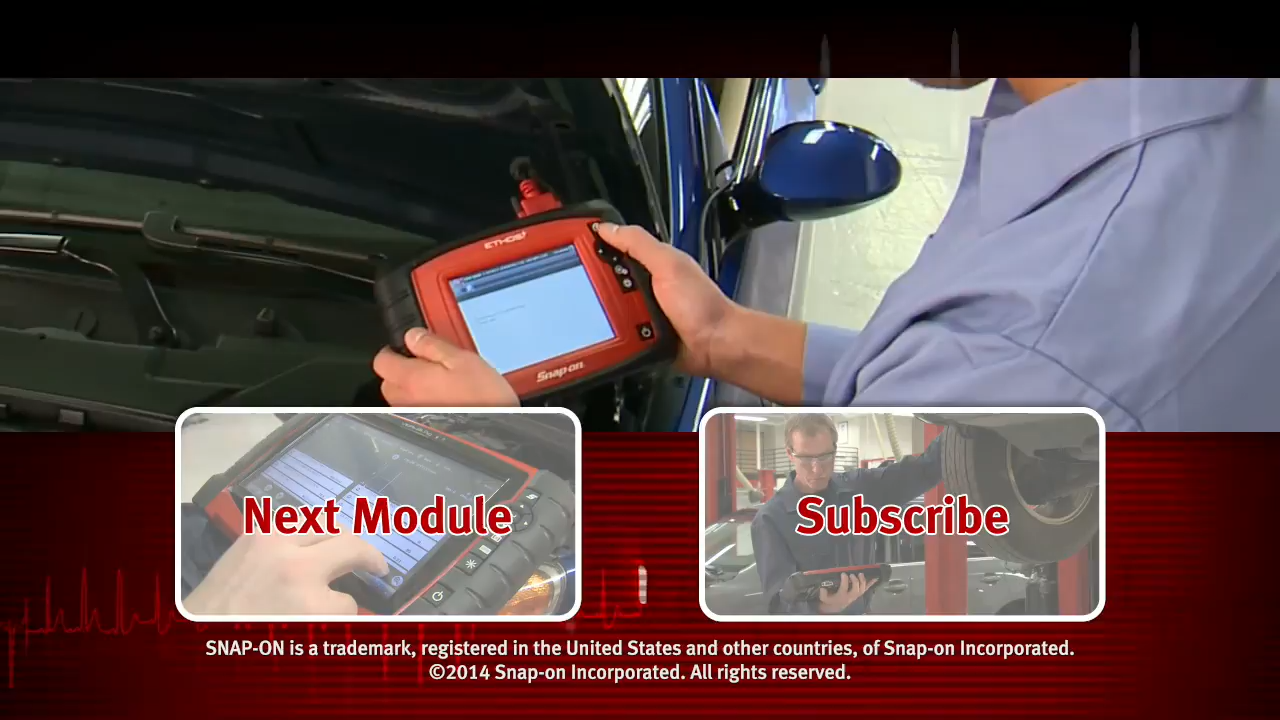 ETHOS
Snap-on
Next Module
Subscribe
SNAP-ON is a trademark, registered in the United States and other countries, of Snap-on Incorporated.
©2014 Snap-on Incorporated. All rights reserved.